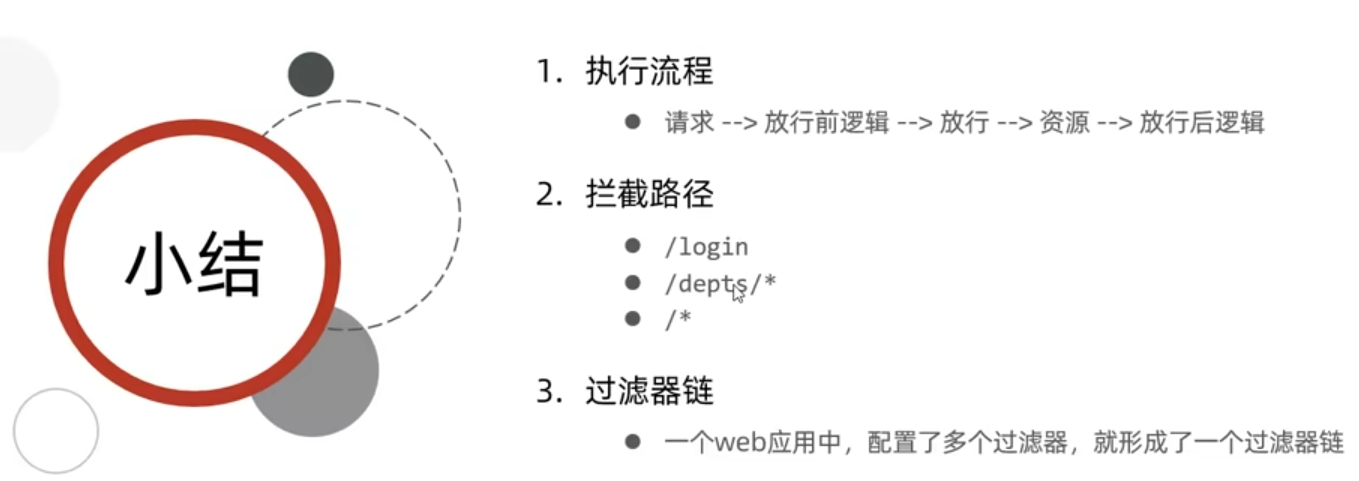 小结
1. 执行流程
● 请求 --> 放行前逻辑 --> 放行 --> 资源 --> 放行后逻辑
2. 拦截路径
● /login
● /depts/*
● /*
3. 过滤器链
● 一个web应用中，配置了多个过滤器，就形成了一个过滤器链